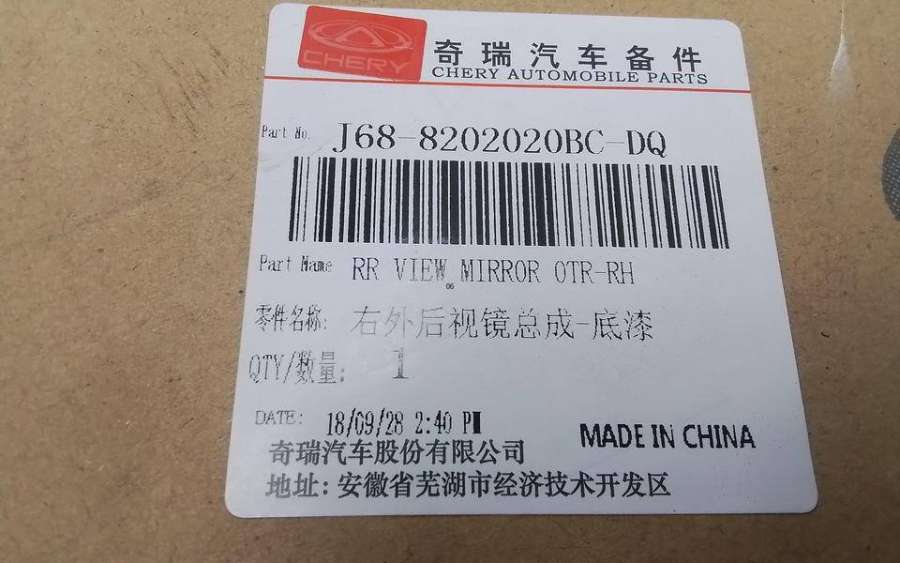 CHERY
奇瑞汽车备件
CHERY AUTOMOBILE PARTS
Part No. J68-8202020BC-DQ
Part Name RR VIEW MIRROR OTR-RH
06
零件名称: 右外后视镜总成-底漆
QTY/数量: 1
DATE: 18/09/28 2:40 PM
奇瑞汽车股份有限公司
MADE IN CHINA
地址: 安徽省芜湖市经济技术开发区